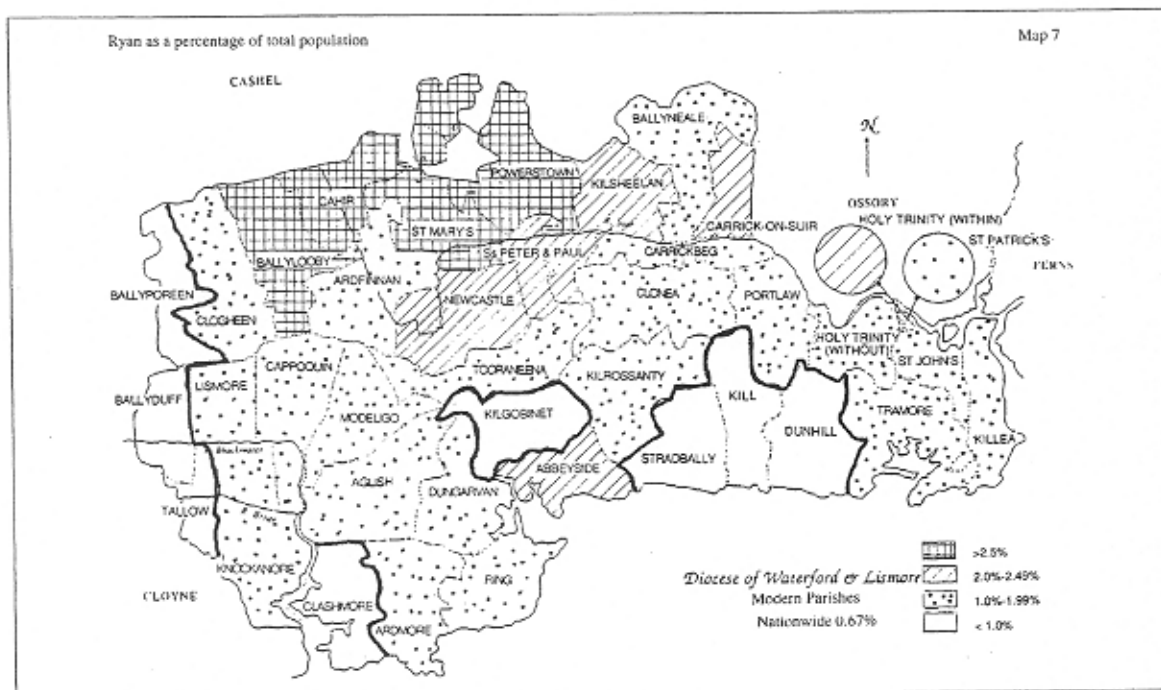 Ryan as a percentage of total population
Map 7
CASHEL
BALLYNEALE
N
POWERSTOWN
KILSHEELAN
CAHIR
OSSORY
HOLY TRINITY (WITHIN)
ST MARY'S
CARRICK-ON-SUIR
ST PATRICK'S
Ss PETER & PAUL
CARRICKBEG
BALLYLOOBY
FERNS
ARDFINNAN
BALLYPOREEN
NEWCASTLE
CLONEA
PORTLAW
CLOGHEEN
HOLY TRINITY
(WITHOUT)
ST JOHN'S
CAPPOQUIN
TOORANEENA
KILROSSANTY
LISMORE
BALLYDUFF
KILL
MODELIGO
KILGOBINET
TRAMORE
DUNHILL
KILLEA
STRADBALLY
ABBEYSIDE
AGLISH
DUNGARVAN
TALLOW
KNOCKANORE
RING
CLOYNE
CLASHMORE
ARDMORE
>2.5%
Diocese of Waterford & Lismore
2.0%-2.49%
Modern Parishes
1.0%-1.99%
Nationwide 0.67%
< 1.0%